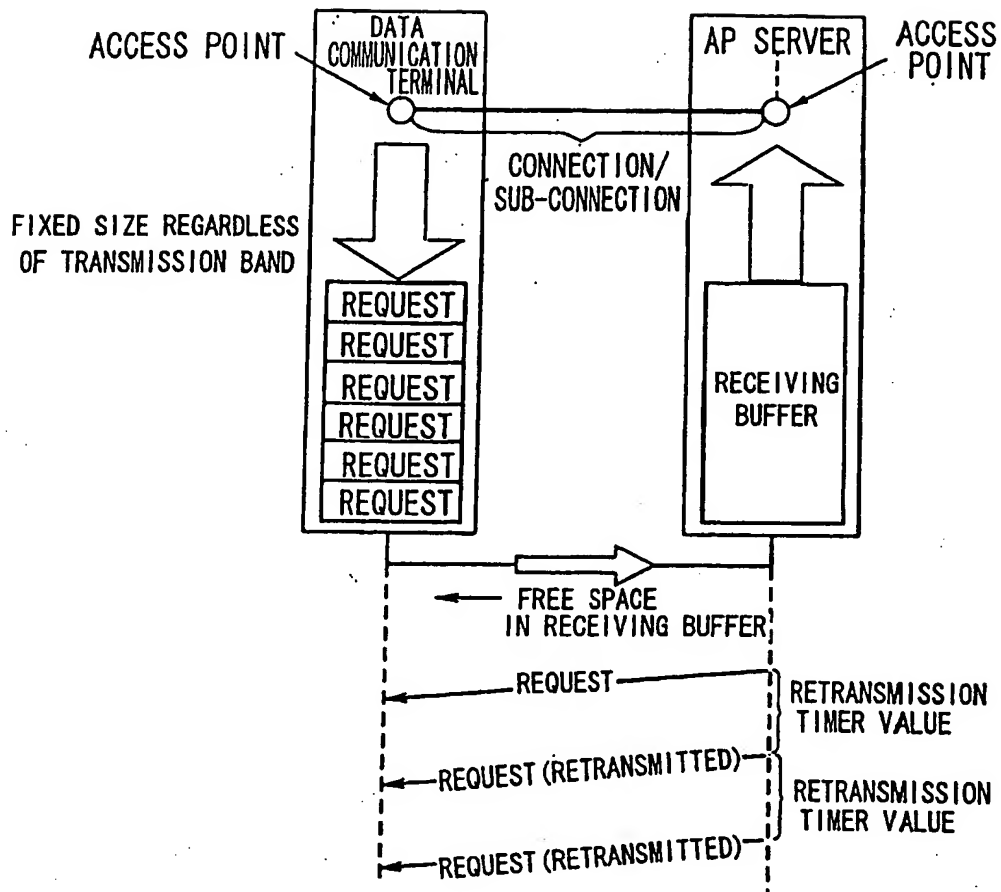 DATA
COMMUNICATION
TERMINAL
AP SERVER
ACCESS POINT
ACCESS
POINT
CONNECTION/
SUB-CONNECTION
FIXED SIZE REGARDLESS
OF TRANSMISSION BAND
REQUEST
REQUEST
REQUEST
REQUEST
REQUEST
REQUEST
RECEIVING
BUFFER
FREE SPACE
IN RECEIVING BUFFER
REQUEST
RETRANSMISSION
TIMER VALUE
REQUEST (RETRANSMITTED)
RETRANSMISSION
TIMER VALUE
REQUEST (RETRANSMITTED)